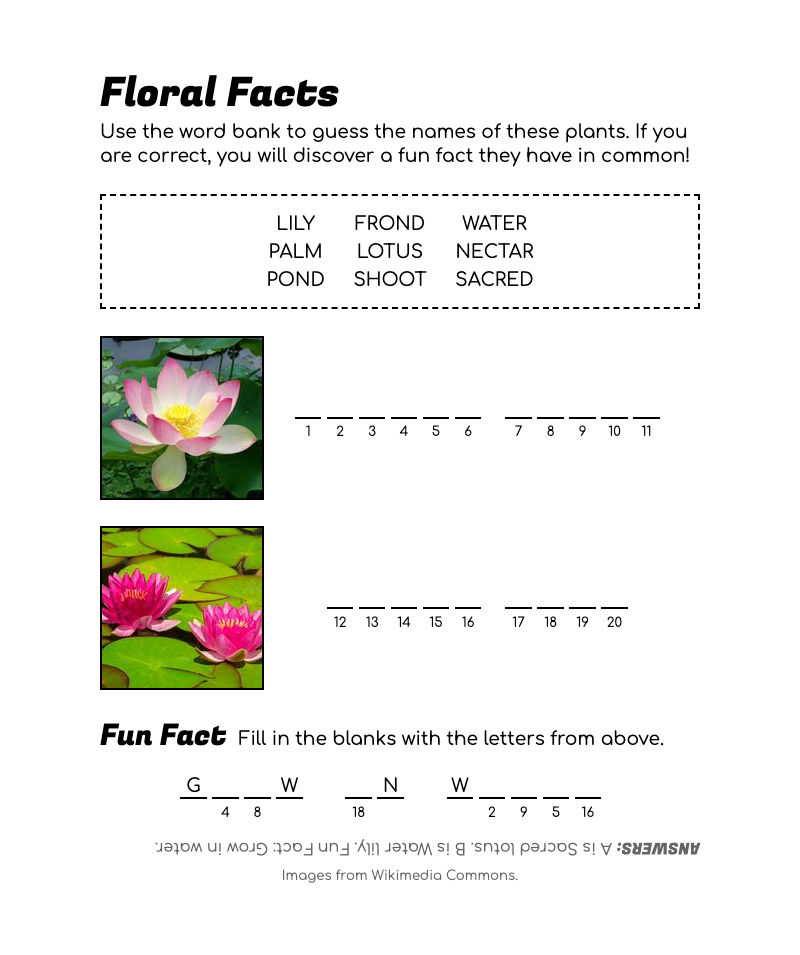 Floral Facts
Use the word bank to guess the names of these plants. If you
are correct, you will discover a fun fact they have in common!
LILY FROND WATER
PALM LOTUS NECTAR
POND SHOOT SACRED
1 2 3 4 5 6 7 8 9 10 11
12 13 14 15 16 17 18 19 20
Fun Fact Fill in the blanks with the letters from above.
G W N W
4 8 18 2 9 5 16
ANSWERS: A is Sacred lotus. B is Water lily. Fun Fact: Grow in water.
Images from Wikimedia Commons.